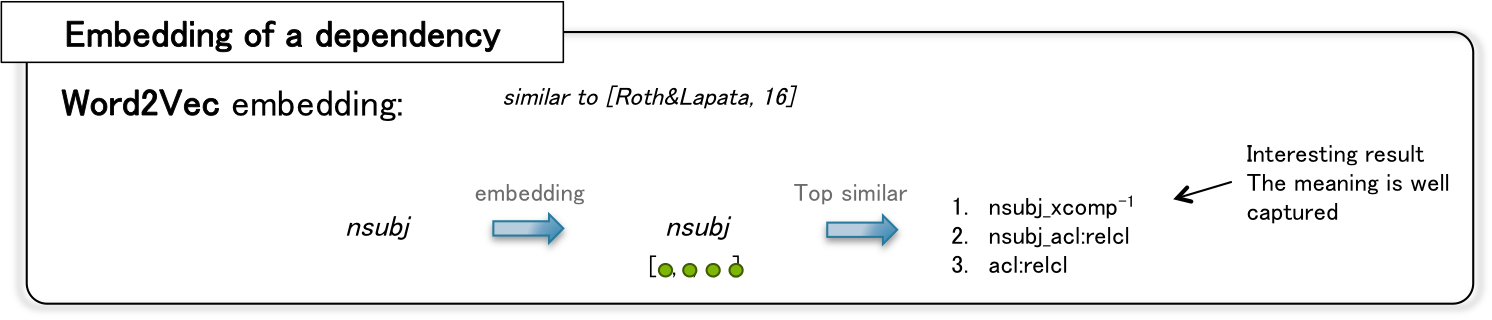 Embedding of a dependency
Word2Vec embedding:
similar to [Roth&Lapata, 16]
nsubj
embedding
nsubj
[ , ]
Top similar
1. nsubj_xcomp⁻¹
2. nsubj_acl:relcl
3. acl:relcl
Interesting result
The meaning is well
captured